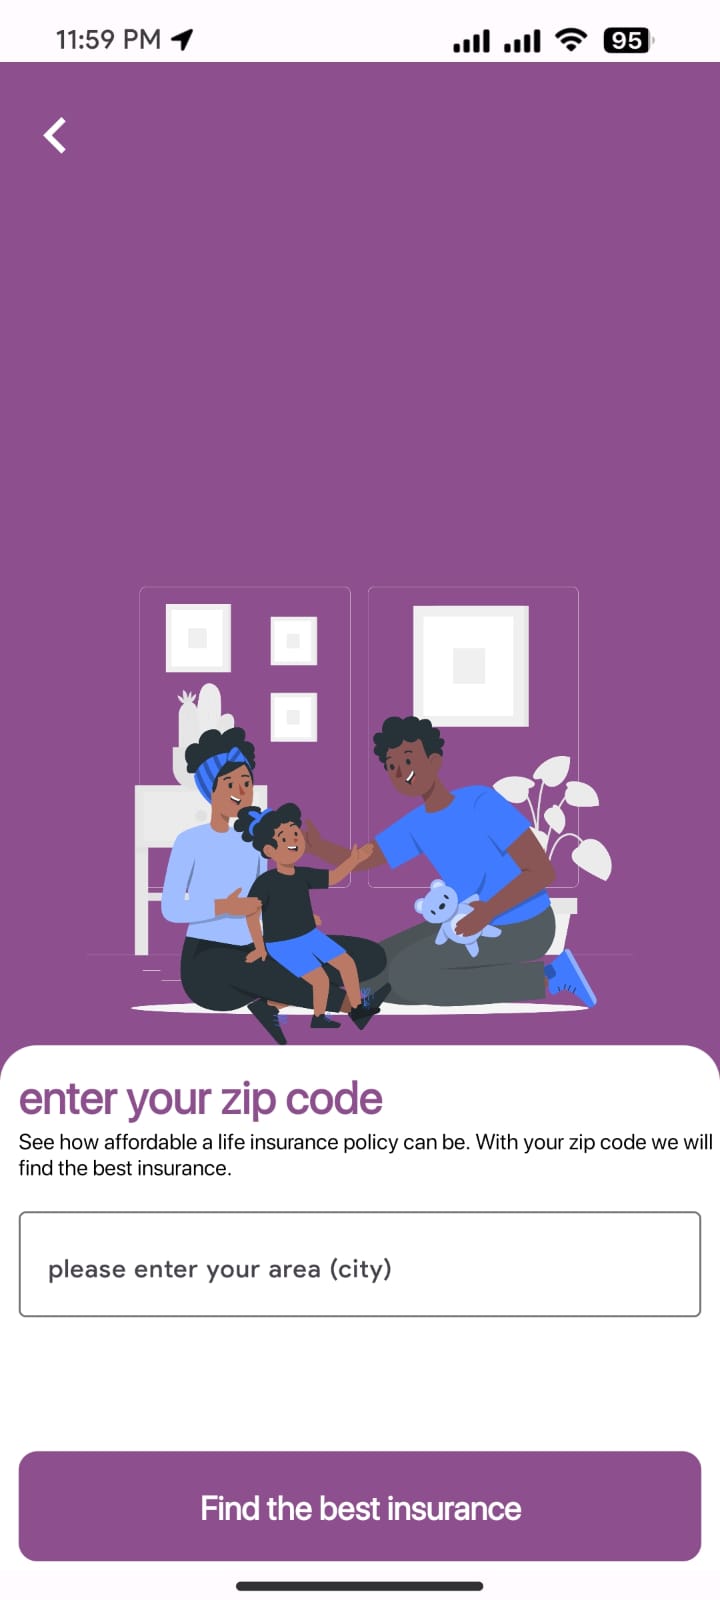 11:59 PM
95
enter your zip code
See how affordable a life insurance policy can be. With your zip code we will
find the best insurance.
please enter your area (city)
Find the best insurance